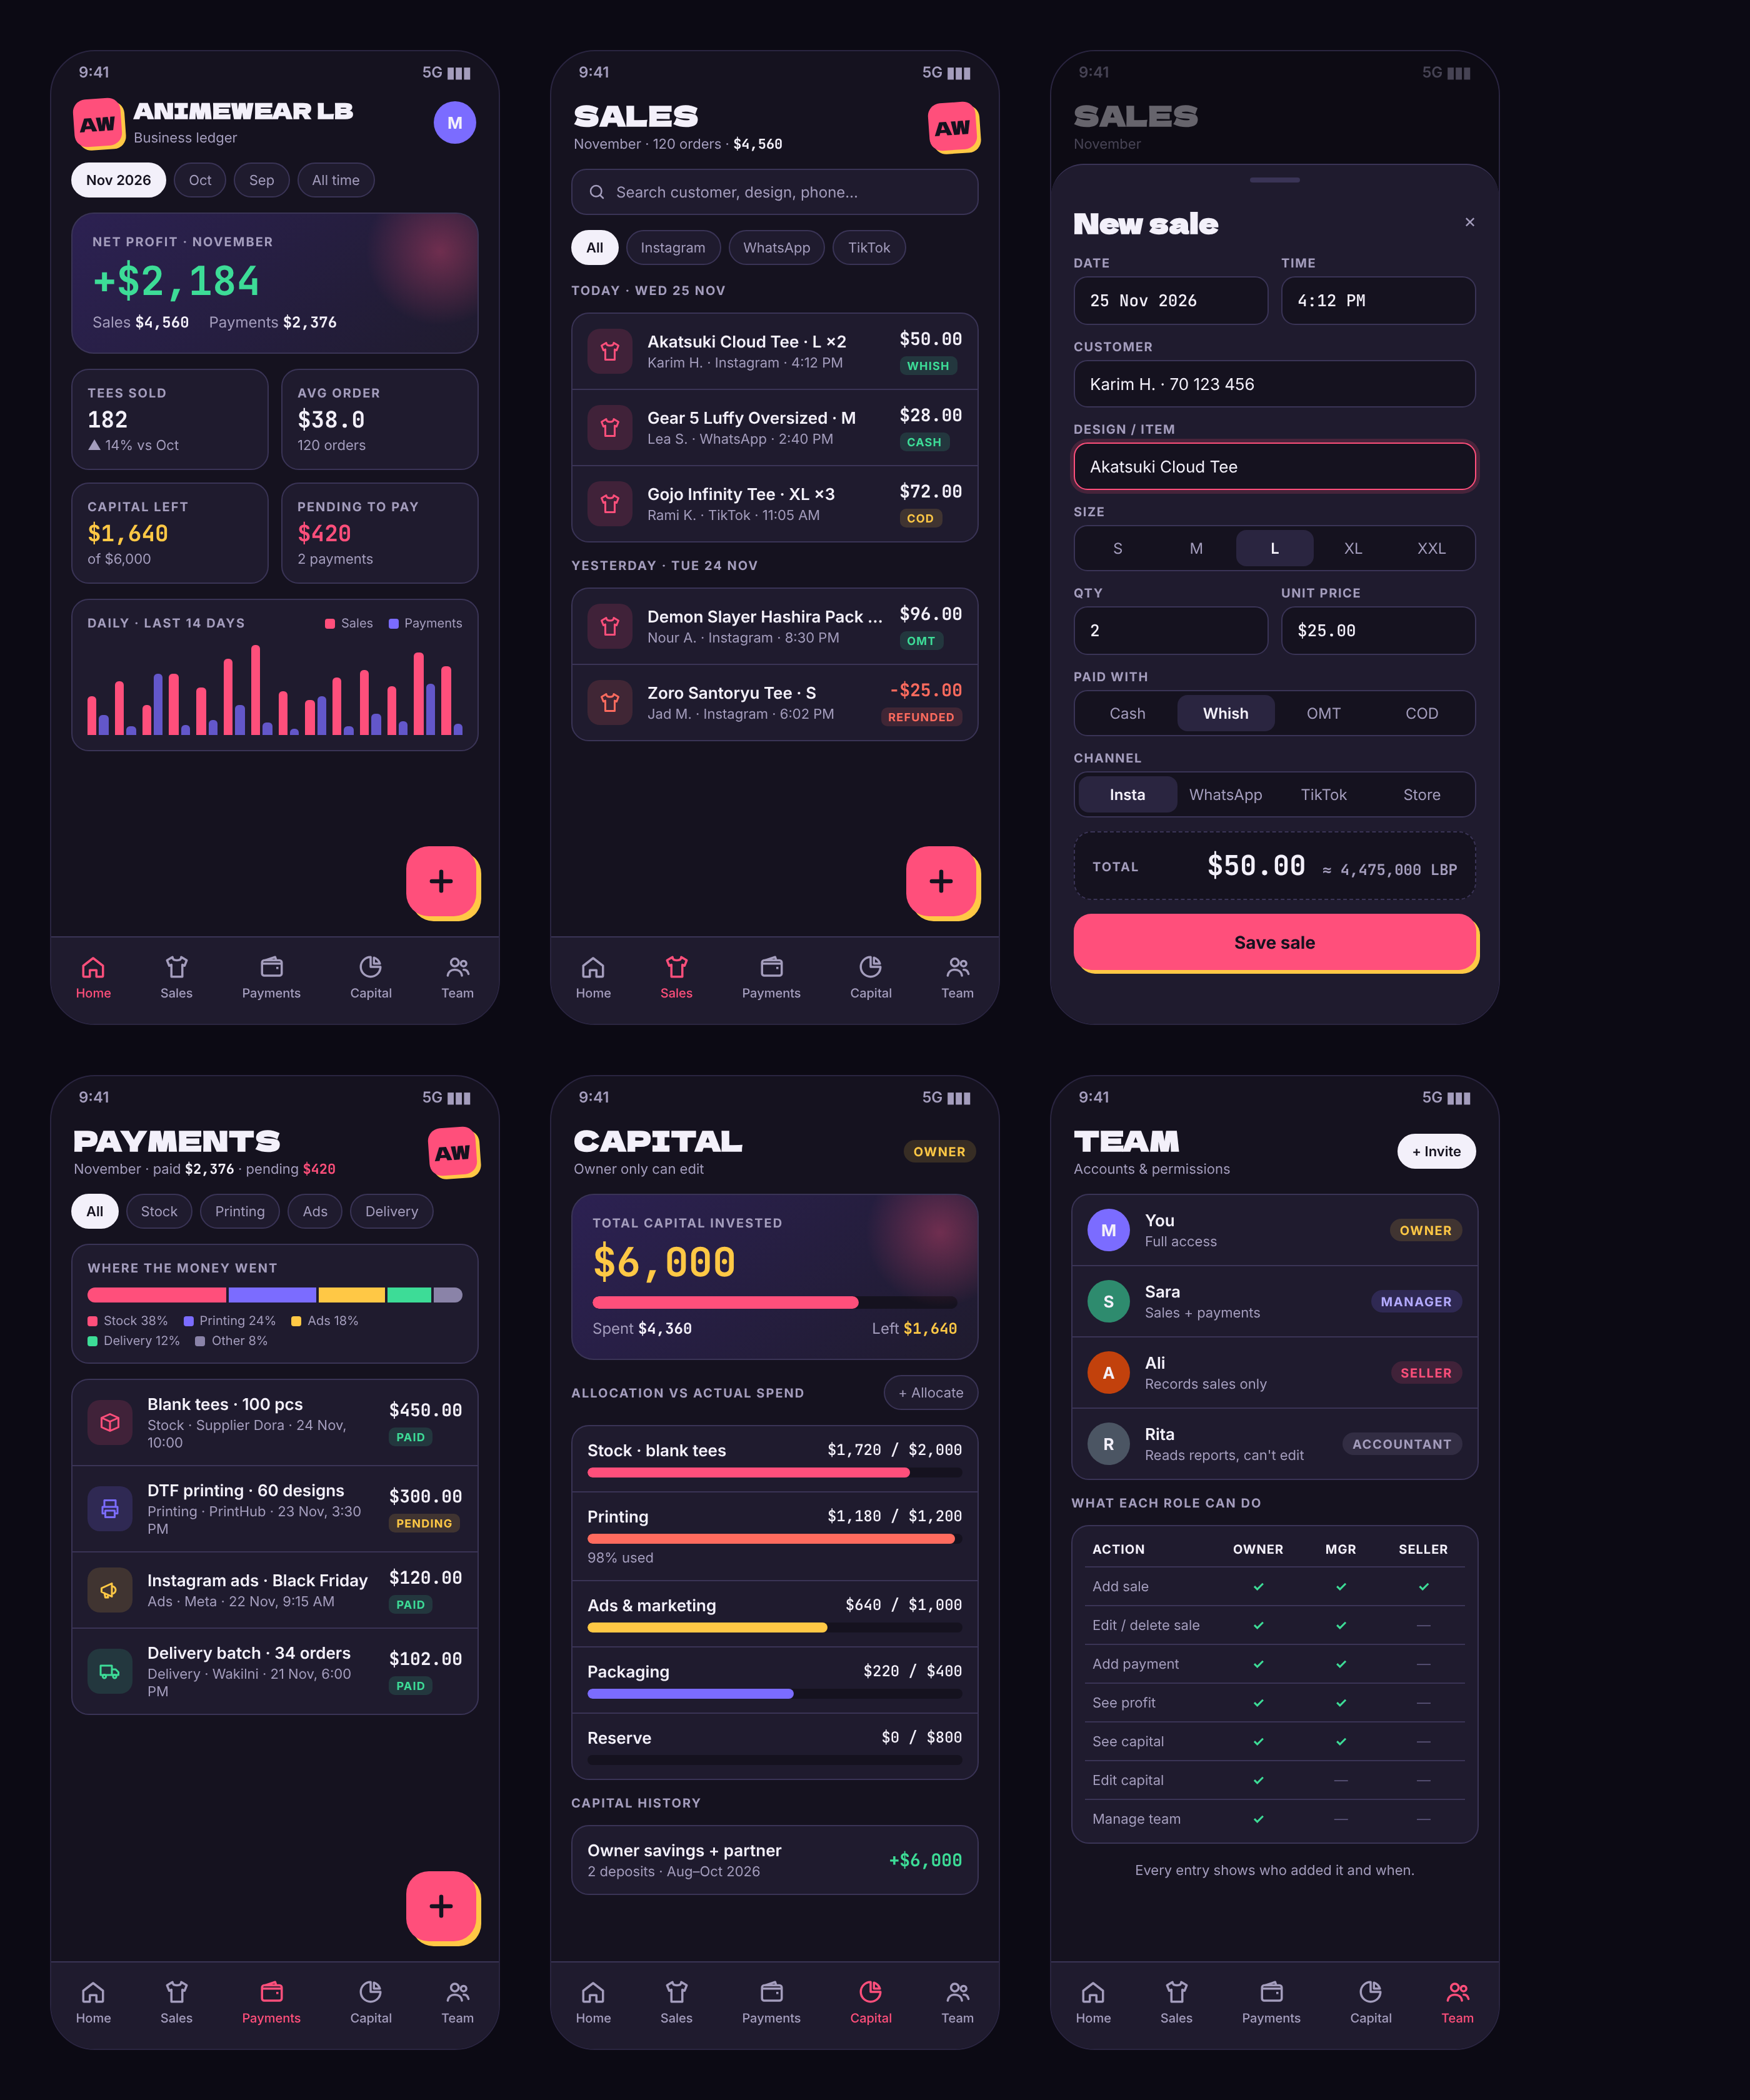 9:41 5G
AW ANIMEWEAR LB
Business ledger
M
Nov 2026 Oct Sep All time
NET PROFIT · NOVEMBER
+$2,184
Sales $4,560 Payments $2,376
TEES SOLD
182
▲ 14% vs Oct
AVG ORDER
$38.0
120 orders
CAPITAL LEFT
$1,640
of $6,000
PENDING TO PAY
$420
2 payments
DAILY · LAST 14 DAYS Sales Payments
+
Home Sales Payments Capital Team
9:41 5G
SALES
November · 120 orders · $4,560
AW
Search customer, design, phone...
All Instagram WhatsApp TikTok
TODAY · WED 25 NOV
Akatsuki Cloud Tee · L ×2 $50.00
Karim H. · Instagram · 4:12 PM WHISH
Gear 5 Luffy Oversized · M $28.00
Lea S. · WhatsApp · 2:40 PM CASH
Gojo Infinity Tee · XL ×3 $72.00
Rami K. · TikTok · 11:05 AM COD
YESTERDAY · TUE 24 NOV
Demon Slayer Hashira Pack ... $96.00
Nour A. · Instagram · 8:30 PM OMT
Zoro Santoryu Tee · S -$25.00
Jad M. · Instagram · 6:02 PM REFUNDED
+
Home Sales Payments Capital Team
9:41 5G
SALES
November
New sale ×
DATE TIME
25 Nov 2026 4:12 PM
CUSTOMER
Karim H. · 70 123 456
DESIGN / ITEM
Akatsuki Cloud Tee
SIZE
S M L XL XXL
QTY UNIT PRICE
2 $25.00
PAID WITH
Cash Whish OMT COD
CHANNEL
Insta WhatsApp TikTok Store
TOTAL $50.00 ≈ 4,475,000 LBP
Save sale
9:41 5G
PAYMENTS
November · paid $2,376 · pending $420
AW
All Stock Printing Ads Delivery
WHERE THE MONEY WENT
Stock 38% Printing 24% Ads 18%
Delivery 12% Other 8%
Blank tees · 100 pcs $450.00
Stock · Supplier Dora · 24 Nov,
10:00
PAID
DTF printing · 60 designs $300.00
Printing · PrintHub · 23 Nov, 3:30
PM
PENDING
Instagram ads · Black Friday $120.00
Ads · Meta · 22 Nov, 9:15 AM PAID
Delivery batch · 34 orders $102.00
Delivery · Wakilni · 21 Nov, 6:00
PM
PAID
+
Home Sales Payments Capital Team
9:41 5G
CAPITAL
Owner only can edit
OWNER
TOTAL CAPITAL INVESTED
$6,000
Spent $4,360 Left $1,640
ALLOCATION VS ACTUAL SPEND + Allocate
Stock · blank tees $1,720 / $2,000
Printing $1,180 / $1,200
98% used
Ads & marketing $640 / $1,000
Packaging $220 / $400
Reserve $0 / $800
CAPITAL HISTORY
Owner savings + partner
2 deposits · Aug–Oct 2026
+$6,000
Home Sales Payments Capital Team
9:41 5G
TEAM
Accounts & permissions
+ Invite
M You
Full access
OWNER
S Sara
Sales + payments
MANAGER
A Ali
Records sales only
SELLER
R Rita
Reads reports, can't edit
ACCOUNTANT
WHAT EACH ROLE CAN DO
ACTION OWNER MGR SELLER
Add sale ✓ ✓ ✓
Edit / delete sale ✓ ✓ —
Add payment ✓ ✓ —
See profit ✓ ✓ —
See capital ✓ ✓ —
Edit capital ✓ — —
Manage team ✓ — —
Every entry shows who added it and when.
Home Sales Payments Capital Team